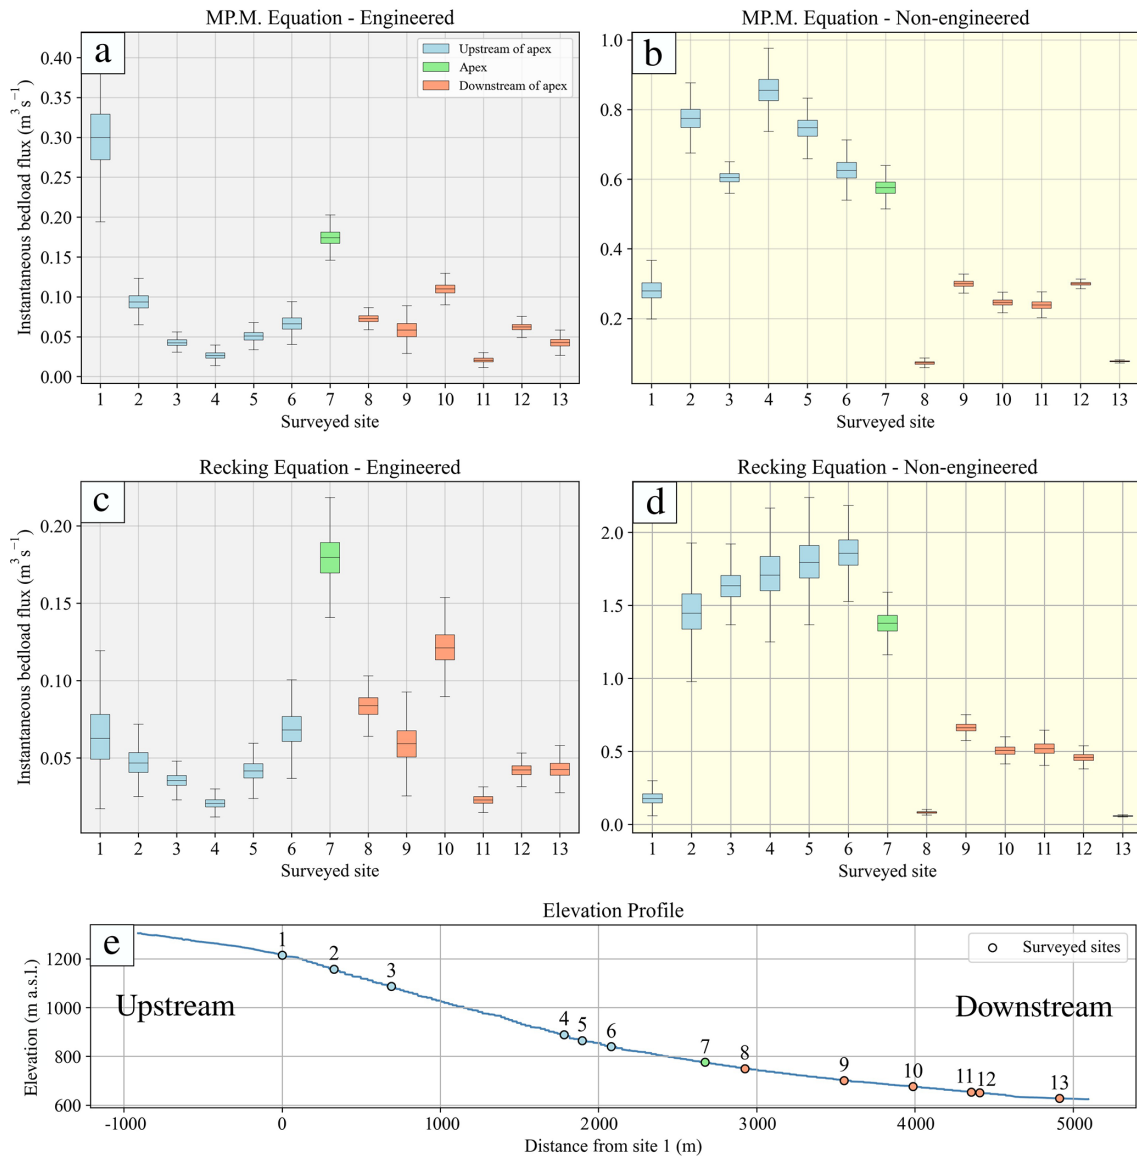 MP.M. Equation - Engineered
a
Upstream of apex
Apex
Downstream of apex
Instantaneous bedload flux (m³ s⁻¹)
0.40
0.35
0.30
0.25
0.20
0.15
0.10
0.05
0.00
1 2 3 4 5 6 7 8 9 10 11 12 13
Surveyed site
MP.M. Equation - Non-engineered
b
1.0
0.8
0.6
0.4
0.2
1 2 3 4 5 6 7 8 9 10 11 12 13
Surveyed site
Recking Equation - Engineered
c
Instantaneous bedload flux (m³ s⁻¹)
0.20
0.15
0.10
0.05
1 2 3 4 5 6 7 8 9 10 11 12 13
Surveyed site
Recking Equation - Non-engineered
d
2.0
1.5
1.0
0.5
0.0
1 2 3 4 5 6 7 8 9 10 11 12 13
Surveyed site
Elevation Profile
e
Surveyed sites
Elevation (m a.s.l.)
1200
1000
800
600
Upstream
Downstream
1 2 3 4 5 6 7 8 9 10 11 12 13
-1000 0 1000 2000 3000 4000 5000
Distance from site 1 (m)